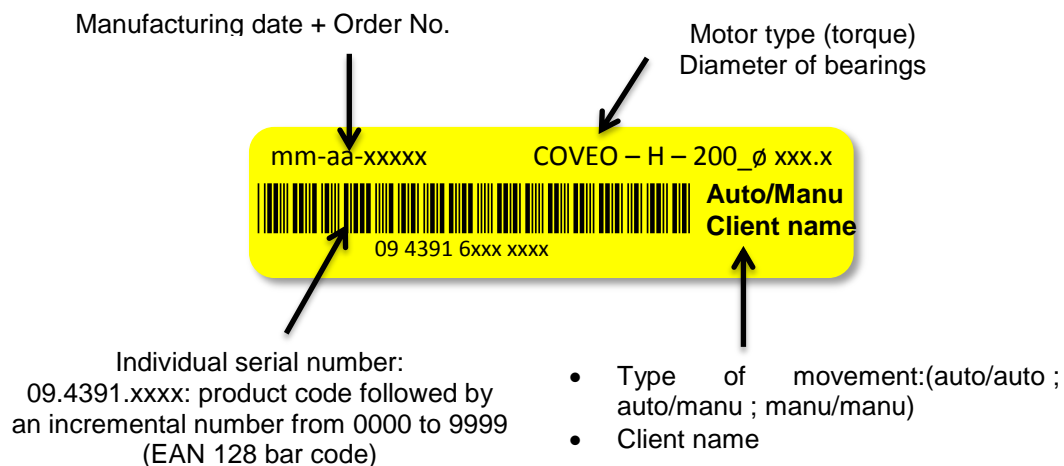 Manufacturing date + Order No.
Motor type (torque)
Diameter of bearings
mm-aa-xxxxx
COVEO – H – 200_ø xxx.x
Auto/Manu
Client name
09 4391 6xxx xxxx
Individual serial number:
09.4391.xxxx: product code followed by
an incremental number from 0000 to 9999
(EAN 128 bar code)
• Type of movement:(auto/auto ;
auto/manu ; manu/manu)
• Client name